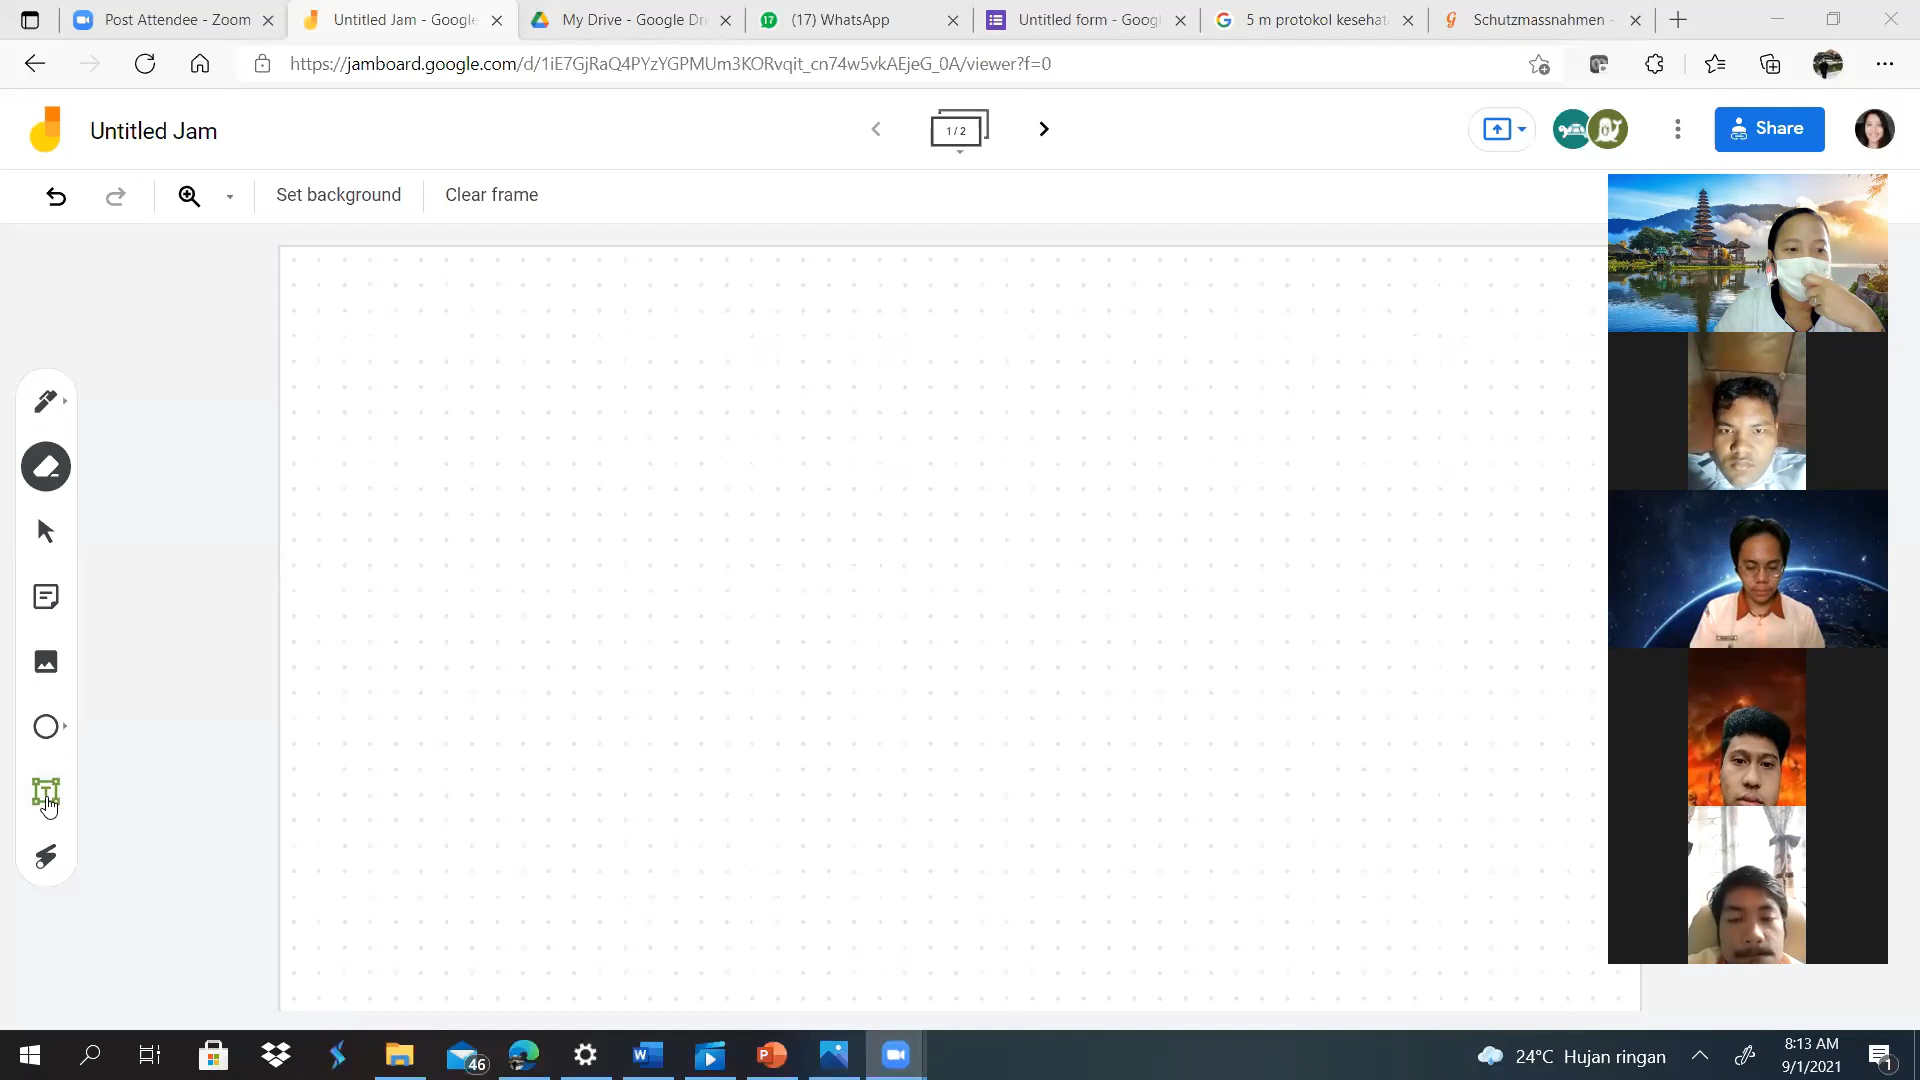 Post Attendee - Zoom
Untitled Jam - Google
My Drive - Google Dri
(17) WhatsApp
Untitled form - Googl
5 m protokol kesehat
Schutzmassnahmen -
https://jamboard.google.com/d/1iE7GjRaQ4PYzYGPMUm3KORvqit_cn74w5vkAEjeG_0A/viewer?f=0
Untitled Jam
1 / 2
Share
Set background
Clear frame
46
24°C Hujan ringan
8:13 AM
9/1/2021
1